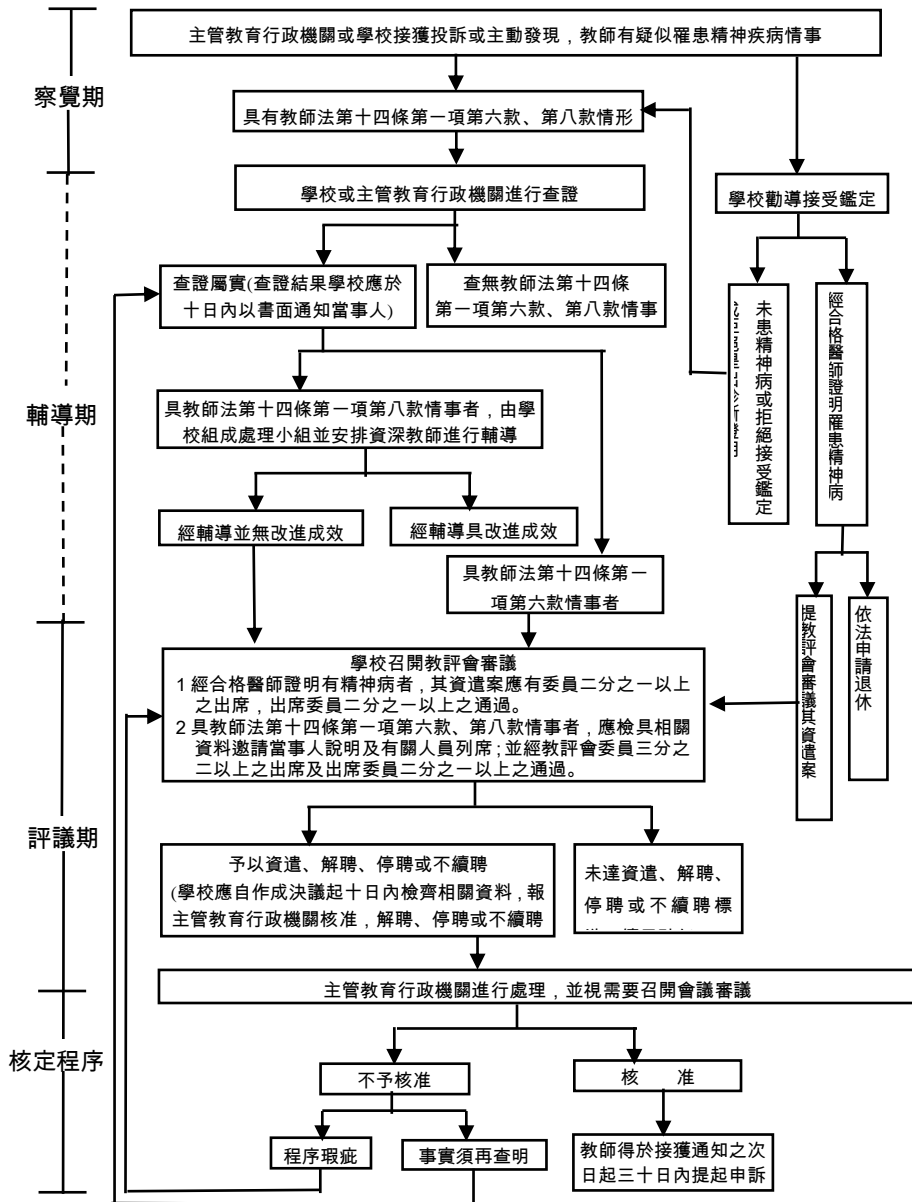 主管教育行政機關或學校接獲投訴或主動發現，教師有疑似罹患精神疾病情事
察覺期
具有教師法第十四條第一項第六款、第八款情形
學校或主管教育行政機關進行查證
學校勸導接受鑑定
查證屬實(查證結果學校應於
十日內以書面通知當事人)
查無教師法第十四條
第一項第六款、第八款情事
未患精神病或拒絕接受鑑定
經合格醫師證明罹患精神病
輔導期
具教師法第十四條第一項第八款情事者，由學
校組成處理小組並安排資深教師進行輔導
經輔導並無改進成效
經輔導具改進成效
具教師法第十四條第一
項第六款情事者
提教評會審議其資遣案
依法申請退休
學校召開教評會審議
1 經合格醫師證明有精神病者，其資遣案應有委員二分之一以上
之出席，出席委員二分之一以上之通過。
2 具教師法第十四條第一項第六款、第八款情事者，應檢具相關
資料邀請當事人說明及有關人員列席;並經教評會委員三分之
二以上之出席及出席委員二分之一以上之通過。
評議期
予以資遣、解聘、停聘或不續聘
(學校應自作成決議起十日內檢齊相關資料，報
主管教育行政機關核准，解聘、停聘或不續聘
未達資遣、解聘、
停聘或不續聘標
主管教育行政機關進行處理，並視需要召開會議審議
核定程序
不予核准
核 准
程序瑕疵
事實須再查明
教師得於接獲通知之次
日起三十日內提起申訴